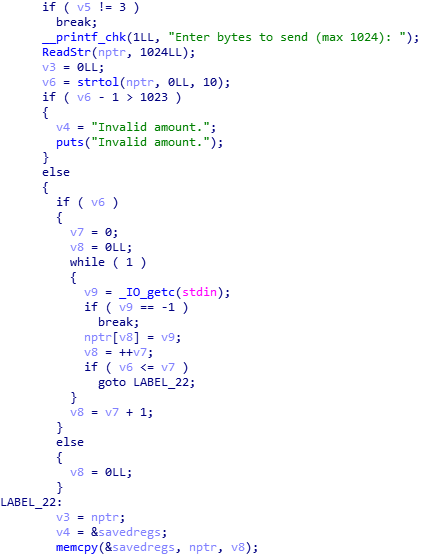 if ( v5 != 3 )
break;
__printf_chk(1LL, "Enter bytes to send (max 1024): ");
ReadStr(nptr, 1024LL);
v3 = 0LL;
v6 = strtol(nptr, 0LL, 10);
if ( v6 - 1 > 1023 )
{
v4 = "Invalid amount.";
puts("Invalid amount.");
}
else
{
if ( v6 )
{
v7 = 0;
v8 = 0LL;
while ( 1 )
{
v9 = _IO_getc(stdin);
if ( v9 == -1 )
break;
nptr[v8] = v9;
v8 = ++v7;
if ( v6 <= v7 )
goto LABEL_22;
}
v8 = v7 + 1;
}
else
{
v8 = 0LL;
}
LABEL_22:
v3 = nptr;
v4 = &savedregs;
memcpy(&savedregs, nptr, v8);